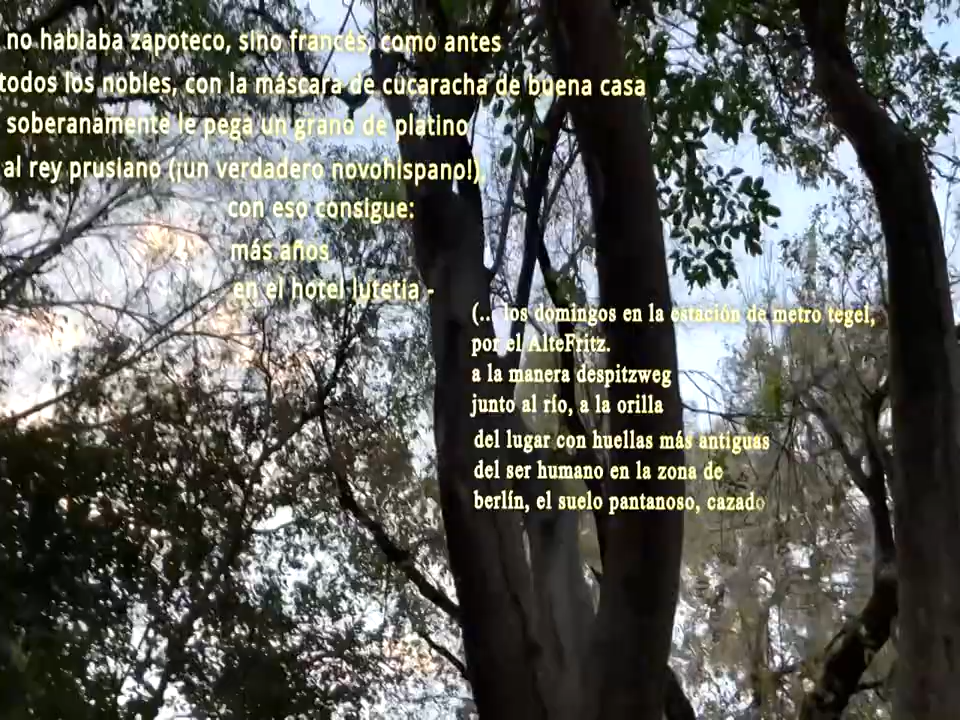 no hablaba zapoteco, sino francés, como antes
todos los nobles, con la máscara de cucaracha de buena casa
soberanamente le pega un grano de platino
al rey prusiano (¡un verdadero novohispano!),
con eso consigue:
más años
en el hotel lutetia -
(... los domingos en la estación de metro tegel,
por el AlteFritz.
a la manera despitzweg
junto al río, a la orilla
del lugar con huellas más antiguas
del ser humano en la zona de
berlín, el suelo pantanoso, cazado